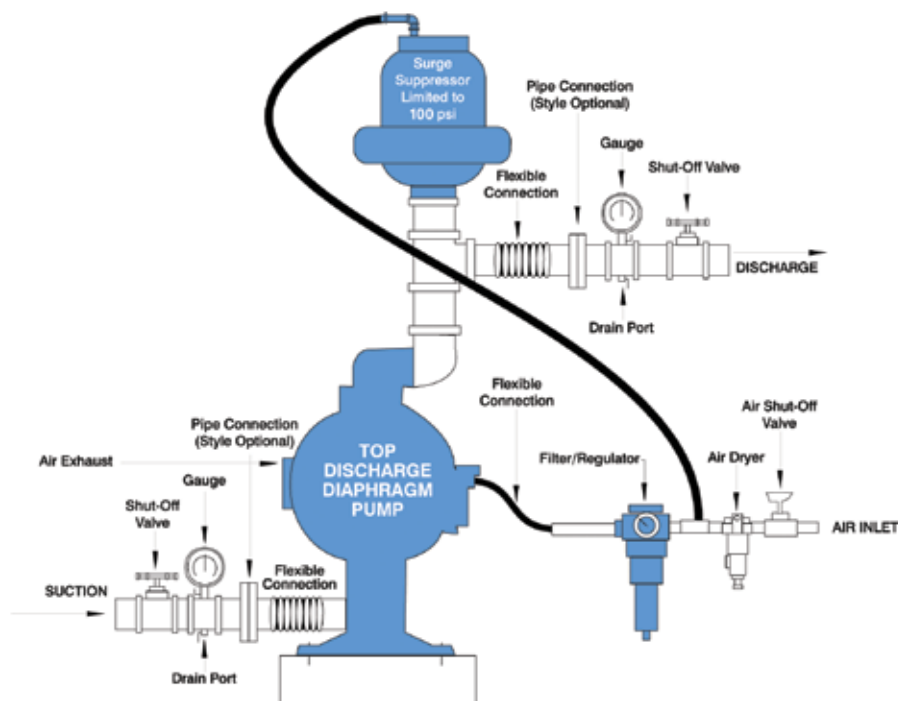 Surge
Suppressor
Limited to
100 psi
Pipe Connection
(Style Optional)
Gauge
Flexible
Connection
Shut-Off Valve
DISCHARGE
Drain Port
Flexible
Connection
Air Shut-Off
Valve
Pipe Connection
(Style Optional)
TOP
DISCHARGE
DIAPHRAGM
PUMP
Air Exhaust
Filter/Regulator
Air Dryer
Gauge
Shut-Off
Valve
AIR INLET
Flexible
Connection
SUCTION
Drain Port